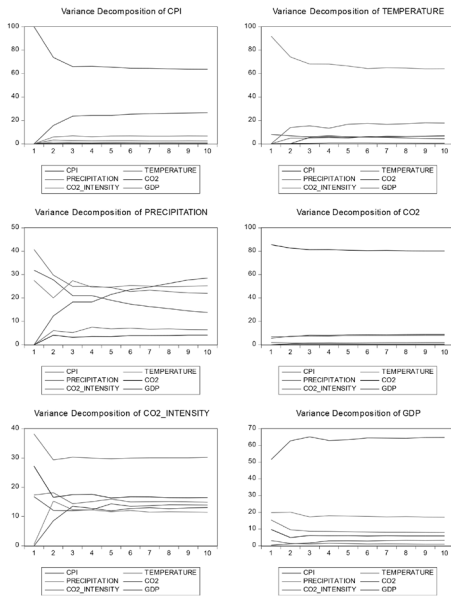 Variance Decomposition of CPI
100
80
60
40
20
0
1 2 3 4 5 6 7 8 9 10
CPI TEMPERATURE
PRECIPITATION CO2
CO2_INTENSITY GDP
Variance Decomposition of TEMPERATURE
100
80
60
40
20
0
1 2 3 4 5 6 7 8 9 10
CPI TEMPERATURE
PRECIPITATION CO2
CO2_INTENSITY GDP
Variance Decomposition of PRECIPITATION
50
40
30
20
10
0
1 2 3 4 5 6 7 8 9 10
CPI TEMPERATURE
PRECIPITATION CO2
CO2_INTENSITY GDP
Variance Decomposition of CO2
100
80
60
40
20
0
1 2 3 4 5 6 7 8 9 10
CPI TEMPERATURE
PRECIPITATION CO2
CO2_INTENSITY GDP
Variance Decomposition of CO2_INTENSITY
40
30
20
10
0
1 2 3 4 5 6 7 8 9 10
CPI TEMPERATURE
PRECIPITATION CO2
CO2_INTENSITY GDP
Variance Decomposition of GDP
70
60
50
40
30
20
10
0
1 2 3 4 5 6 7 8 9 10
CPI TEMPERATURE
PRECIPITATION CO2
CO2_INTENSITY GDP